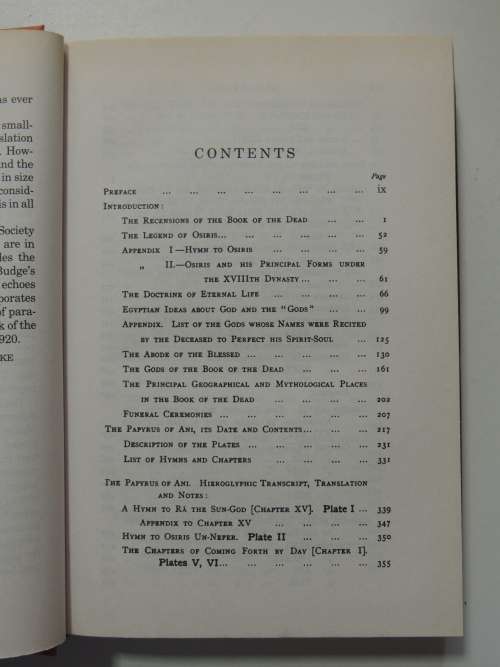 as ever
small-
slation
. How-
nd the
in size
consid-
is in all
Society
are in
les the
Budge's
echoes
porates
of para-
k of the
1920.
KE
CONTENTS
Page
PREFACE ... ... ... ... ... ... ... ... ix
INTRODUCTION:
THE RECENSIONS OF THE BOOK OF THE DEAD ... ... 1
THE LEGEND OF OSIRIS... ... ... ... ... ... 52
APPENDIX I—HYMN TO OSIRIS ... ... ... ... 59
„ II.—OSIRIS AND HIS PRINCIPAL FORMS UNDER
THE XVIIITH DYNASTY... ... ... 61
THE DOCTRINE OF ETERNAL LIFE ... ... ... ... 66
EGYPTIAN IDEAS ABOUT GOD AND THE "GODS" ... ... 99
APPENDIX. LIST OF THE GODS WHOSE NAMES WERE RECITED
BY THE DECEASED TO PERFECT HIS SPIRIT-SOUL ... 125
THE ABODE OF THE BLESSED ... ... ... ... ... 130
THE GODS OF THE BOOK OF THE DEAD ... ... ... 161
THE PRINCIPAL GEOGRAPHICAL AND MYTHOLOGICAL PLACES
IN THE BOOK OF THE DEAD ... ... ... ... 202
FUNERAL CEREMONIES ... ... ... ... ... ... 207
THE PAPYRUS OF ANI, ITS DATE AND CONTENTS... ... ... 217
DESCRIPTION OF THE PLATES ... ... ... ... ... 231
LIST OF HYMNS AND CHAPTERS ... ... ... ... 331
THE PAPYRUS OF ANI. HIEROGLYPHIC TRANSCRIPT, TRANSLATION
AND NOTES:
A HYMN TO RĀ THE SUN-GOD [CHAPTER XV]. Plate I ... 339
APPENDIX TO CHAPTER XV ... ... ... ... 347
HYMN TO OSIRIS UN-NEFER. Plate II ... ... ... 350
THE CHAPTERS OF COMING FORTH BY DAY [CHAPTER I].
Plates V, VI... ... ... ... ... ... 355